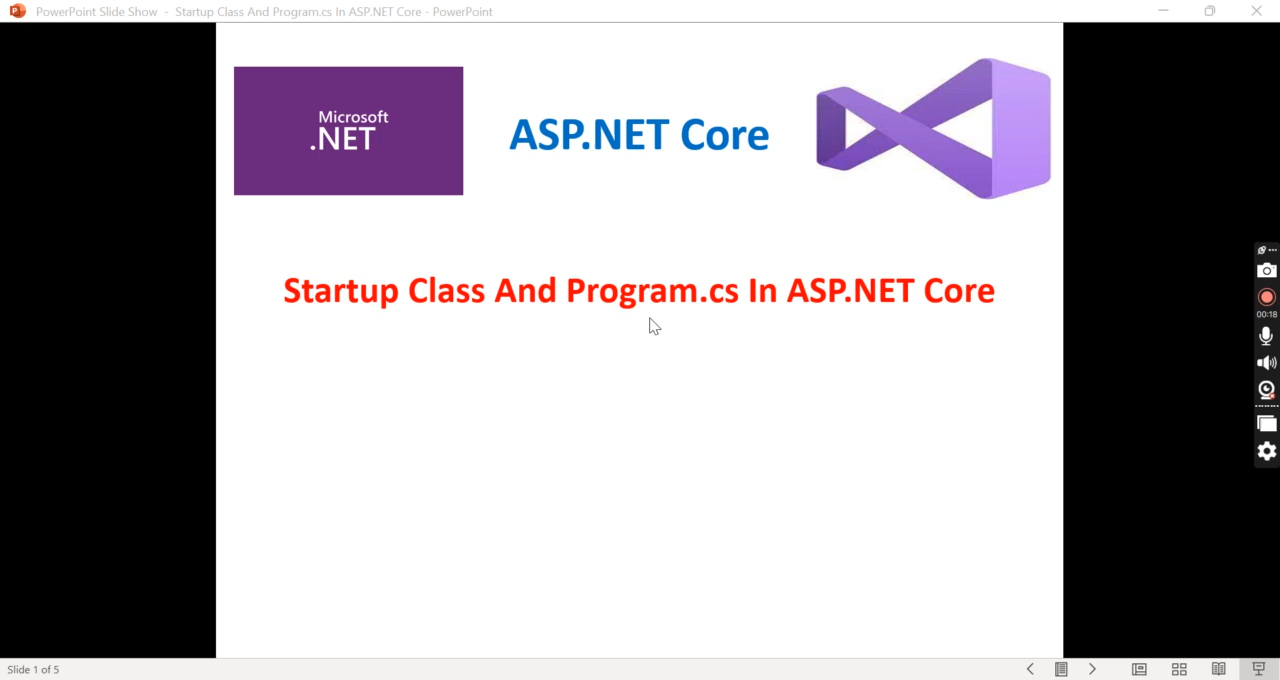 PowerPoint Slide Show - Startup Class And Program.cs In ASP.NET Core - PowerPoint
Microsoft
.NET
ASP.NET Core
Startup Class And Program.cs In ASP.NET Core
00:18
Slide 1 of 5